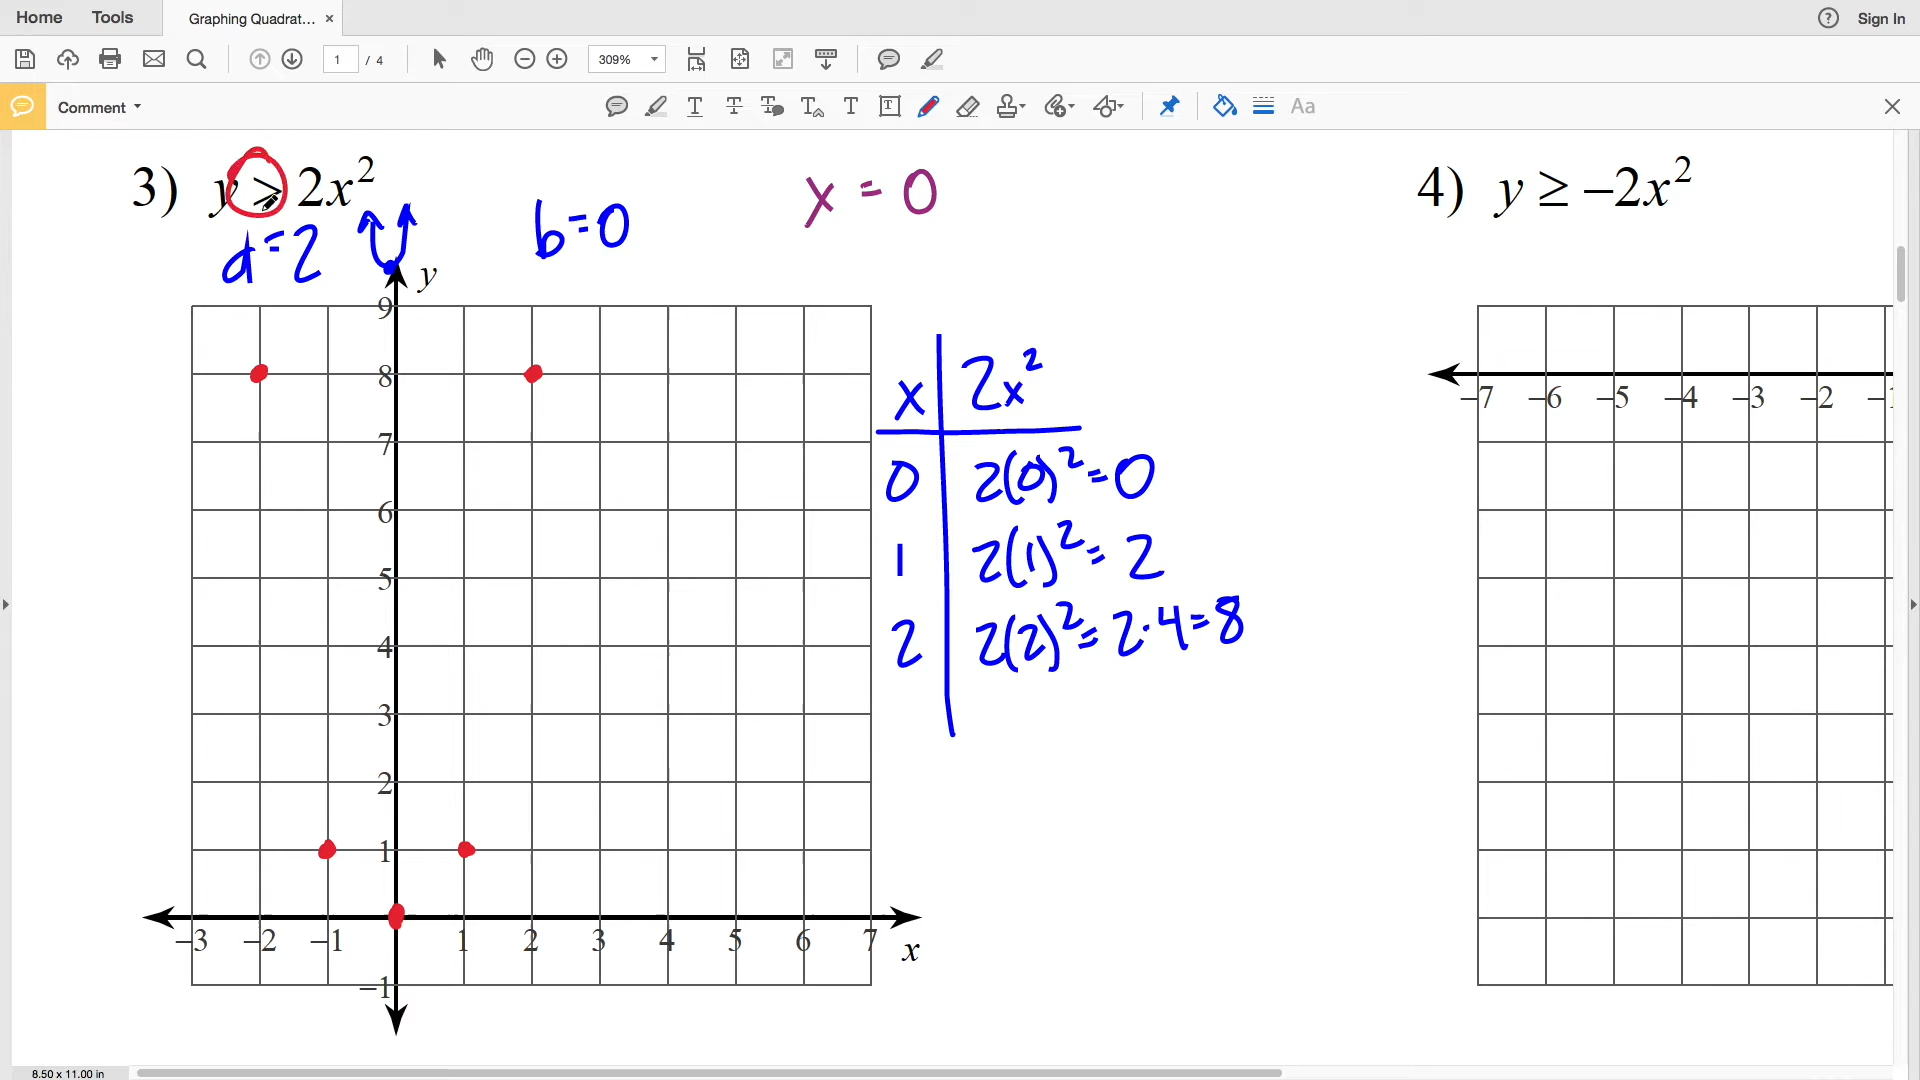 Home Tools Graphing Quadrat... × ? Sign In
1 / 4 309%
Comment Aa
3) y > 2x² x = 0 4) y ≥ −2x²
a = 2 b = 0
y
9
8
7
6
5
4
3
2
1
−3 −2 −1 1 2 3 4 5 6 7 x
−1
x 2x²
0 2(0)² = 0
1 2(1)² = 2
2 2(2)² = 2·4 = 8
−7 −6 −5 −4 −3 −2
8.50 x 11.00 in